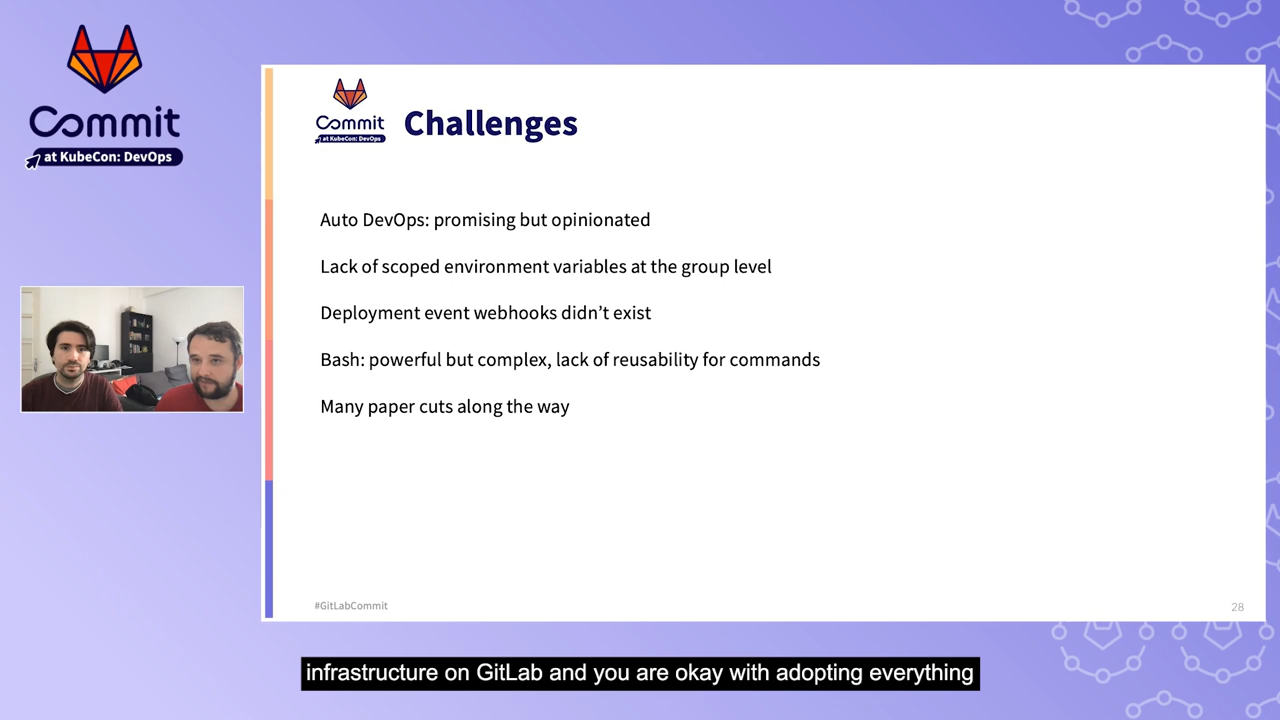 Commit
at KubeCon: DevOps
Commit
at KubeCon: DevOps
Challenges
Auto DevOps: promising but opinionated
Lack of scoped environment variables at the group level
Deployment event webhooks didn’t exist
Bash: powerful but complex, lack of reusability for commands
Many paper cuts along the way
#GitLabCommit
28
infrastructure on GitLab and you are okay with adopting everything